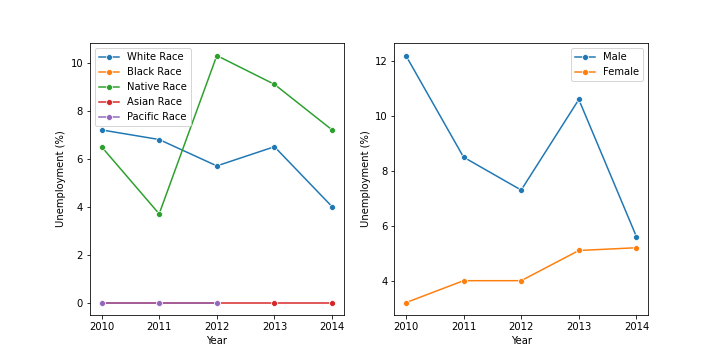 White Race
Black Race
Native Race
Asian Race
Pacific Race
Unemployment (%)
10
8
6
4
2
0
2010 2011 2012 2013 2014
Year
Male
Female
Unemployment (%)
12
10
8
6
4
2010 2011 2012 2013 2014
Year